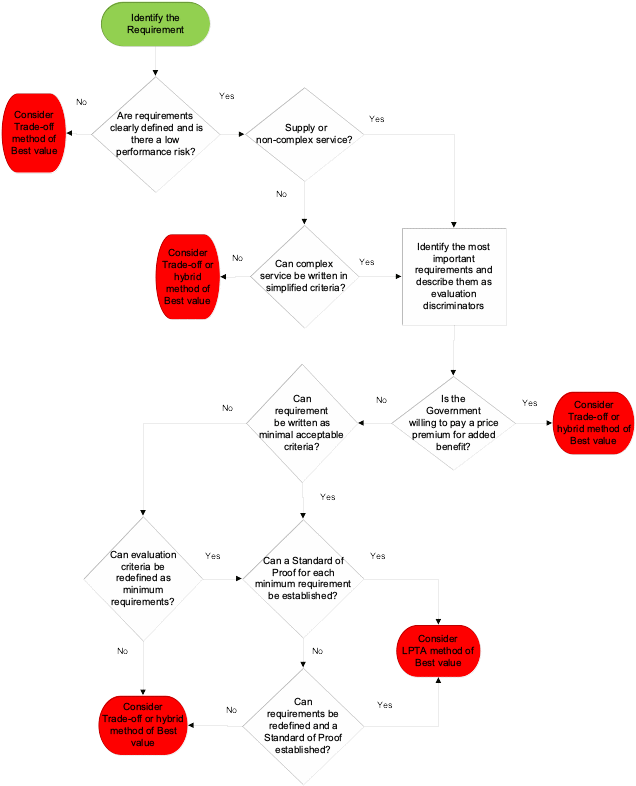 Identify the
Requirement
No
Yes
Consider
Trade-off
method of
Best value
Are requirements
clearly defined and is
there a low
performance risk?
Supply or
non-complex service?
Yes
No
Consider
Trade-off or
hybrid
method of
Best value
No
Can complex
service be written in
simplified criteria?
Yes
Identify the most
important
requirements and
describe them as
evaluation
discriminators
No
Can
requirement
be written as
minimal acceptable
criteria?
No
Is the
Government
willing to pay a price
premium for added
benefit?
Yes
Consider
Trade-off or
hybrid method of
Best value
Yes
Can evaluation
criteria be
redefined as
minimum
requirements?
Yes
Can a Standard of
Proof for each
minimum requirement
be established?
Yes
Consider
LPTA method of
Best value
No
No
Consider
Trade-off or hybrid
method of Best
value
No
Can
requirements be
redefined and a
Standard of Proof
established?
Yes